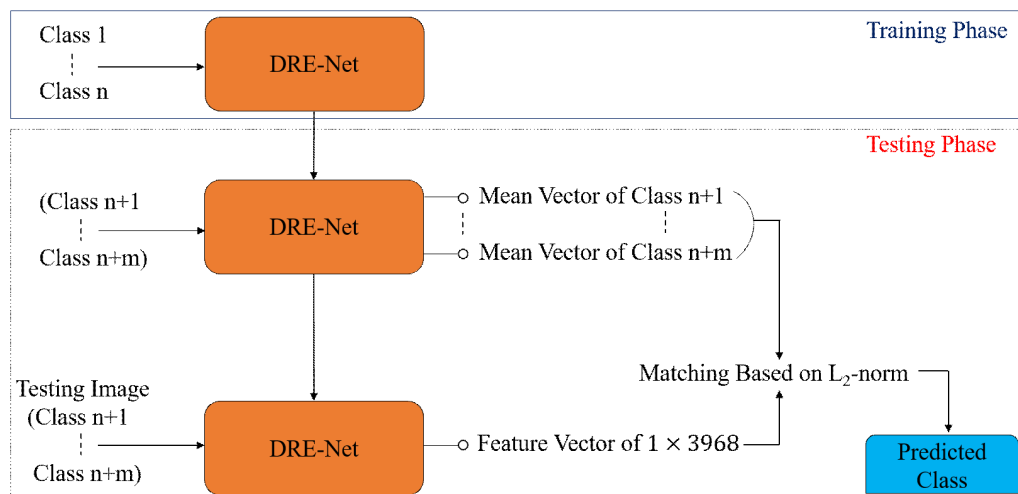 Training Phase
Class 1
Class n
DRE-Net
Testing Phase
(Class n+1
Class n+m)
DRE-Net
Mean Vector of Class n+1
Mean Vector of Class n+m
Matching Based on L₂-norm
Testing Image
(Class n+1
Class n+m)
DRE-Net
Feature Vector of 1 × 3968
Predicted
Class